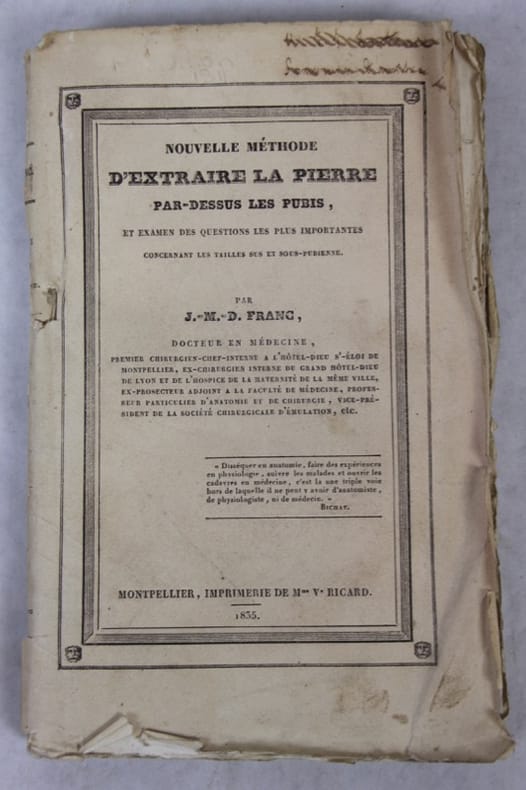 NOUVELLE MÉTHODE
D'EXTRAIRE LA PIERRE
PAR-DESSUS LES PUBIS,
ET EXAMEN DES QUESTIONS LES PLUS IMPORTANTES
CONCERNANT LES TAILLES SUS ET SOUS-PUBIENNE.
PAR
J.-M.-D. FRANC,
DOCTEUR EN MÉDECINE,
PREMIER CHIRURGIEN-CHEF-INTERNE A L'HÔTEL-DIEU St-ÉLOI DE
MONTPELLIER, EX-CHIRURGIEN INTERNE DU GRAND HÔTEL-DIEU
DE LYON ET DE L'HOSPICE DE LA MATERNITÉ DE LA MÊME VILLE,
EX-PROSECTEUR ADJOINT A LA FACULTÉ DE MÉDECINE, PROFES-
SEUR PARTICULIER D'ANATOMIE ET DE CHIRURGIE, VICE-PRÉ-
SIDENT DE LA SOCIÉTÉ CHIRURGICALE D'ÉMULATION, etc.
« Disséquer en anatomie, faire des expériences
en physiologie, suivre les malades et ouvrir les
cadavres en médecine, c'est là une triple voie
hors de laquelle il ne peut y avoir d'anatomiste,
de physiologiste, ni de médecin. »
BICHAT.
MONTPELLIER, IMPRIMERIE DE Mme Ve RICARD.
1835.